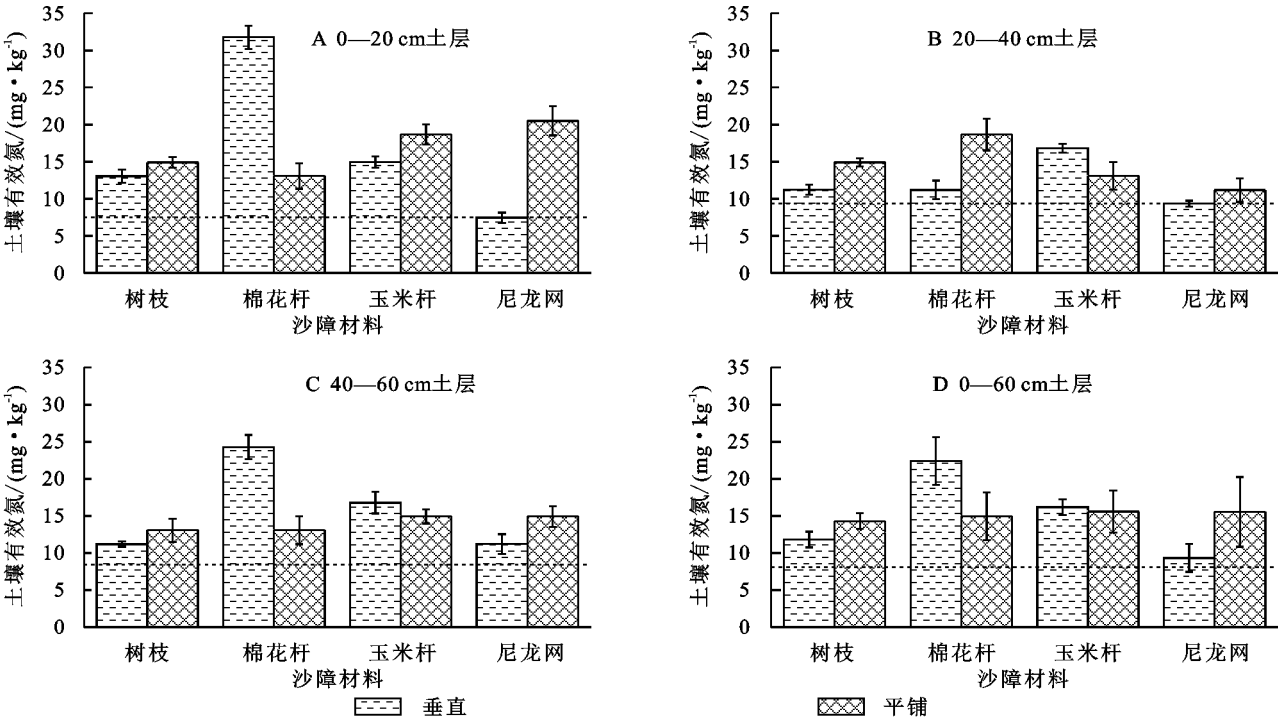 A 0—20 cm土层
土壤有效氮/(mg·kg⁻¹)
35
30
25
20
15
10
5
0
树枝 棉花杆 玉米杆 尼龙网
沙障材料
B 20—40 cm土层
土壤有效氮/(mg·kg⁻¹)
35
30
25
20
15
10
5
0
树枝 棉花杆 玉米杆 尼龙网
沙障材料
C 40—60 cm土层
土壤有效氮/(mg·kg⁻¹)
35
30
25
20
15
10
5
0
树枝 棉花杆 玉米杆 尼龙网
沙障材料
D 0—60 cm土层
土壤有效氮/(mg·kg⁻¹)
35
30
25
20
15
10
5
0
树枝 棉花杆 玉米杆 尼龙网
沙障材料
垂直 平铺